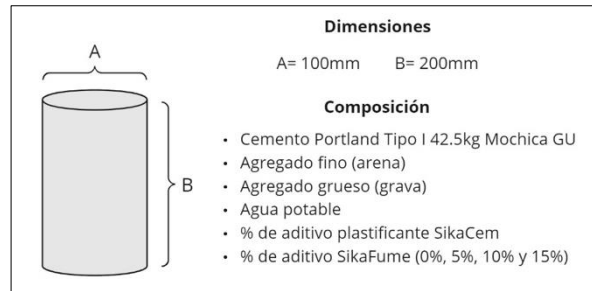 Dimensiones
A
A= 100mm B= 200mm
Composición
• Cemento Portland Tipo I 42.5kg Mochica GU
• Agregado fino (arena)
• Agregado grueso (grava)
B
• Agua potable
• % de aditivo plastificante SikaCem
• % de aditivo SikaFume (0%, 5%, 10% y 15%)